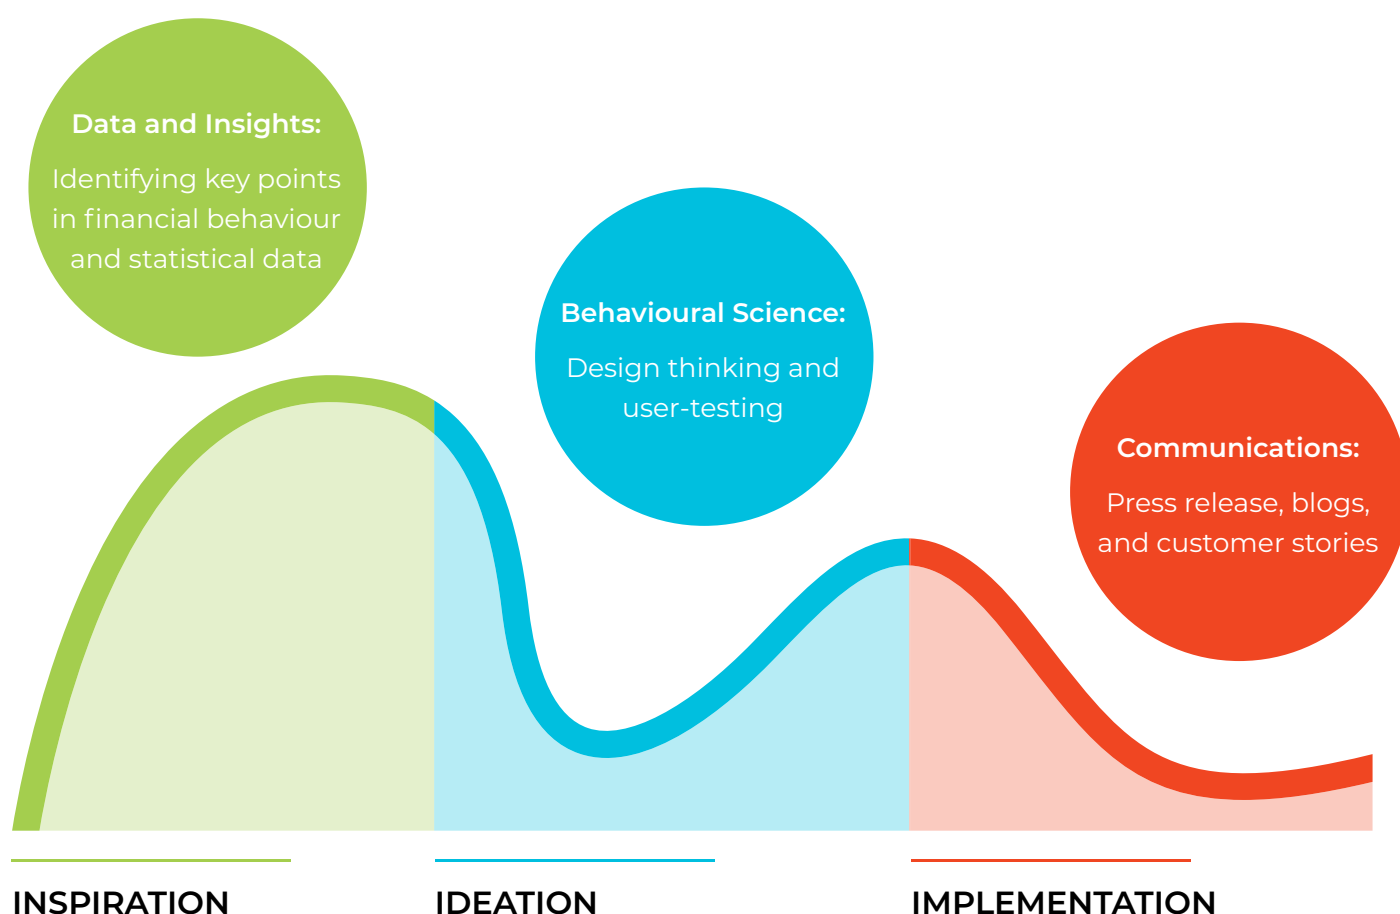 Data and Insights:
Identifying key points
in financial behaviour
and statistical data
Behavioural Science:
Design thinking and
user-testing
Communications:
Press release, blogs,
and customer stories
INSPIRATION
IDEATION
IMPLEMENTATION